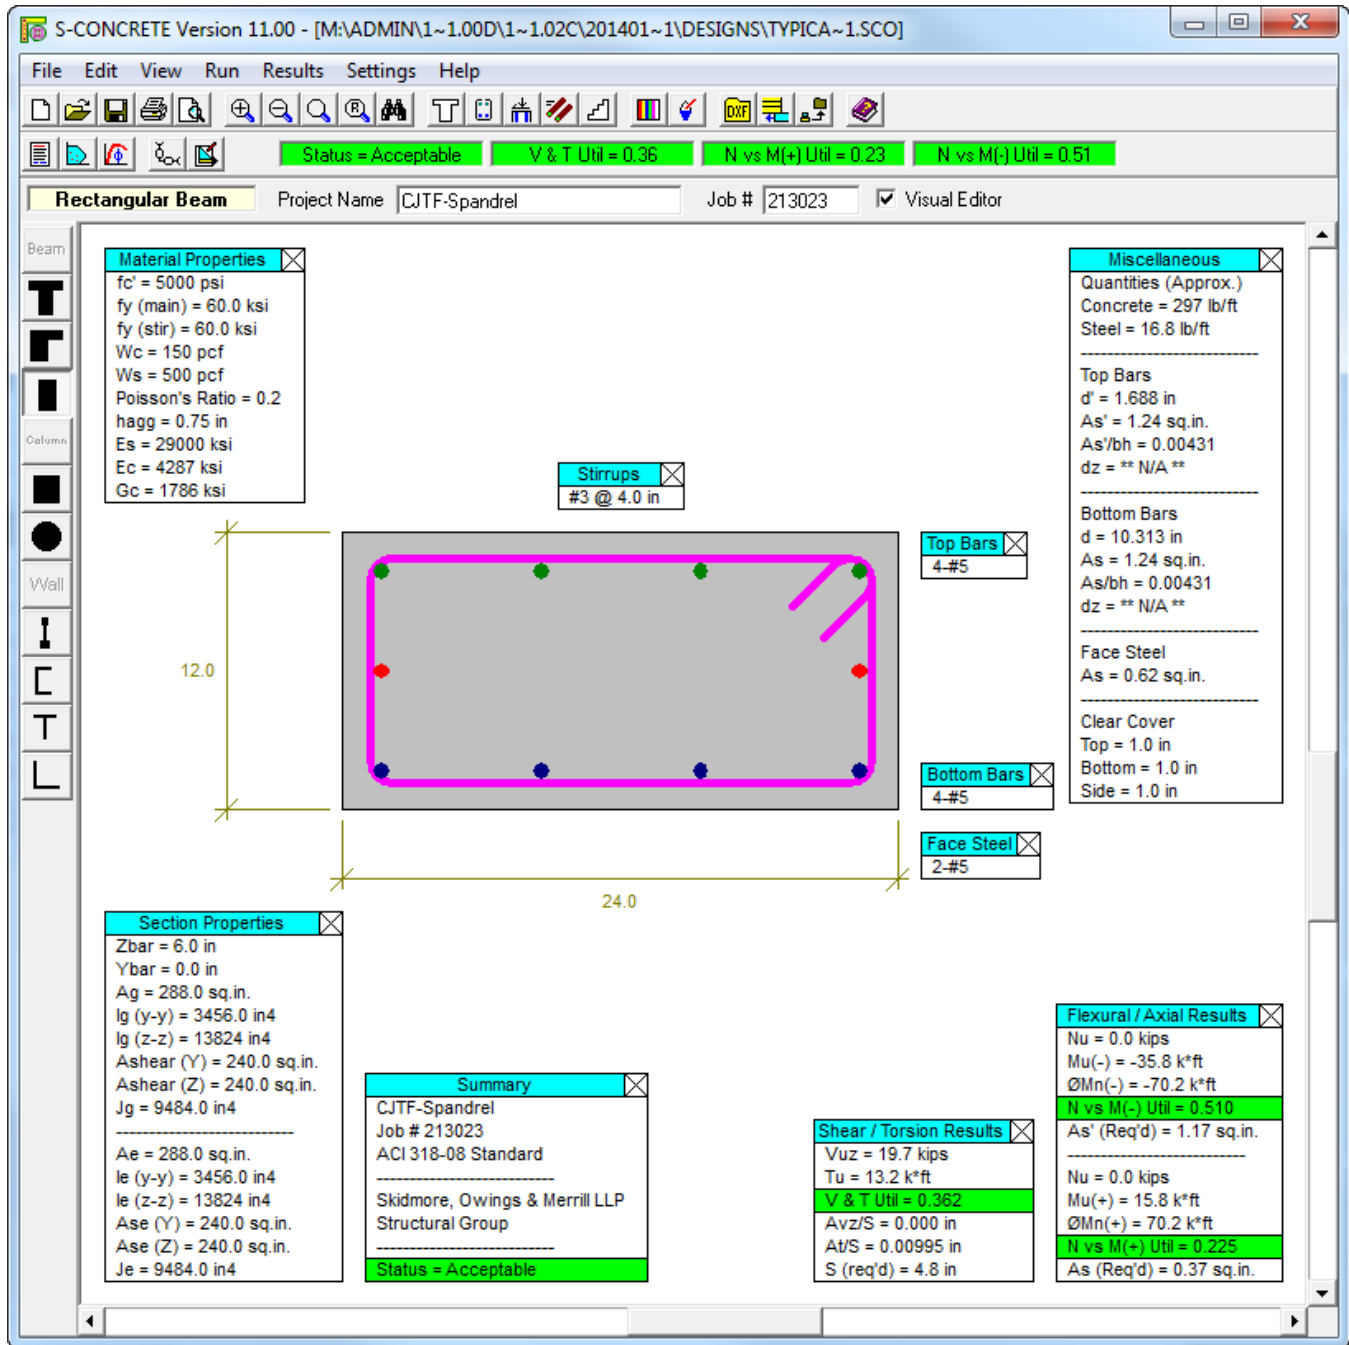 S-CONCRETE Version 11.00 - [M:\ADMIN\1~1.00D\1~1.02C\201401~1\DESIGNS\TYPICA~1.SCO]
File Edit View Run Results Settings Help
DXF
Status = Acceptable
V & T Util = 0.36
N vs M(+) Util = 0.23
N vs M(-) Util = 0.51
Rectangular Beam
Project Name CJTF-Spandrel
Job # 213023
Visual Editor
Beam
Column
Wall
Material Properties
fc' = 5000 psi
fy (main) = 60.0 ksi
fy (stir) = 60.0 ksi
Wc = 150 pcf
Ws = 500 pcf
Poisson's Ratio = 0.2
hagg = 0.75 in
Es = 29000 ksi
Ec = 4287 ksi
Gc = 1786 ksi
Stirrups
#3 @ 4.0 in
Miscellaneous
Quantities (Approx.)
Concrete = 297 lb/ft
Steel = 16.8 lb/ft
---------------------------
Top Bars
d' = 1.688 in
As' = 1.24 sq.in.
As'/bh = 0.00431
dz = ** N/A **
---------------------------
Bottom Bars
d = 10.313 in
As = 1.24 sq.in.
As/bh = 0.00431
dz = ** N/A **
---------------------------
Face Steel
As = 0.62 sq.in.
---------------------------
Clear Cover
Top = 1.0 in
Bottom = 1.0 in
Side = 1.0 in
Top Bars
4-#5
12.0
Bottom Bars
4-#5
Face Steel
2-#5
24.0
Section Properties
Zbar = 6.0 in
Ybar = 0.0 in
Ag = 288.0 sq.in.
Ig (y-y) = 3456.0 in4
Ig (z-z) = 13824 in4
Ashear (Y) = 240.0 sq.in.
Ashear (Z) = 240.0 sq.in.
Jg = 9484.0 in4
---------------------------
Ae = 288.0 sq.in.
Ie (y-y) = 3456.0 in4
Ie (z-z) = 13824 in4
Ase (Y) = 240.0 sq.in.
Ase (Z) = 240.0 sq.in.
Je = 9484.0 in4
Summary
CJTF-Spandrel
Job # 213023
ACI 318-08 Standard
---------------------------
Skidmore, Owings & Merrill LLP
Structural Group
---------------------------
Status = Acceptable
Shear / Torsion Results
Vuz = 19.7 kips
Tu = 13.2 k*ft
V & T Util = 0.362
Avz/S = 0.000 in
At/S = 0.00995 in
S (req'd) = 4.8 in
Flexural / Axial Results
Nu = 0.0 kips
Mu(-) = -35.8 k*ft
ØMn(-) = -70.2 k*ft
N vs M(-) Util = 0.510
As' (Req'd) = 1.17 sq.in.
---------------------------
Nu = 0.0 kips
Mu(+) = 15.8 k*ft
ØMn(+) = 70.2 k*ft
N vs M(+) Util = 0.225
As (Req'd) = 0.37 sq.in.